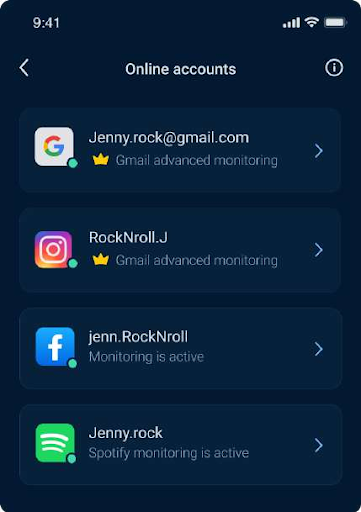 9:41
Online accounts
Jenny.rock@gmail.com
Gmail advanced monitoring
RockNroll.J
Gmail advanced monitoring
jenn.RockNroll
Monitoring is active
Jenny.rock
Spotify monitoring is active